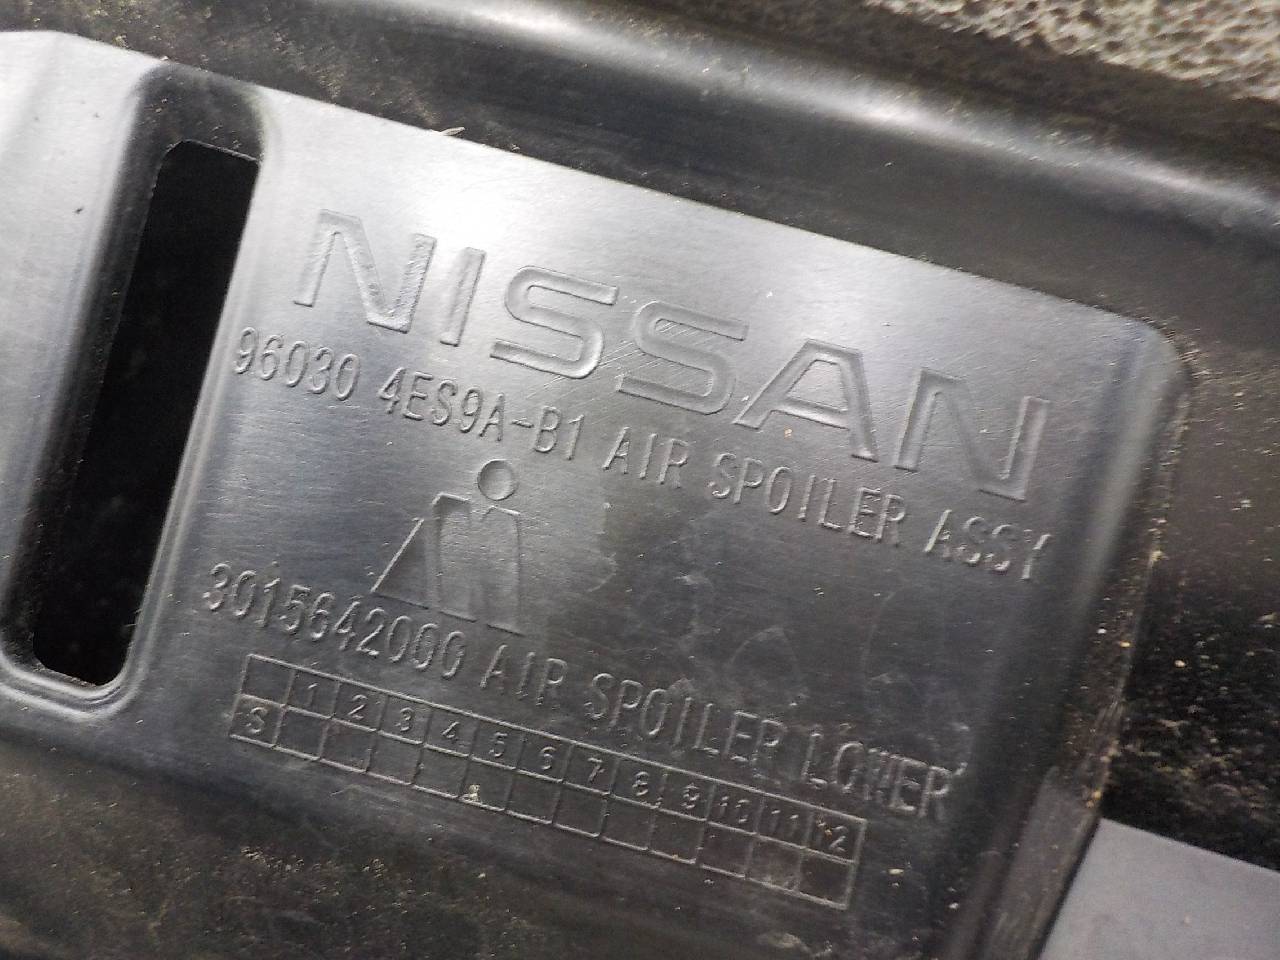 NISSAN
96030 4ES9A-B1 AIR SPOILER ASSY
3015642000 AIR SPOILER LOWER
1 2 3 4 5 6 7 8 9 10 11 12
S